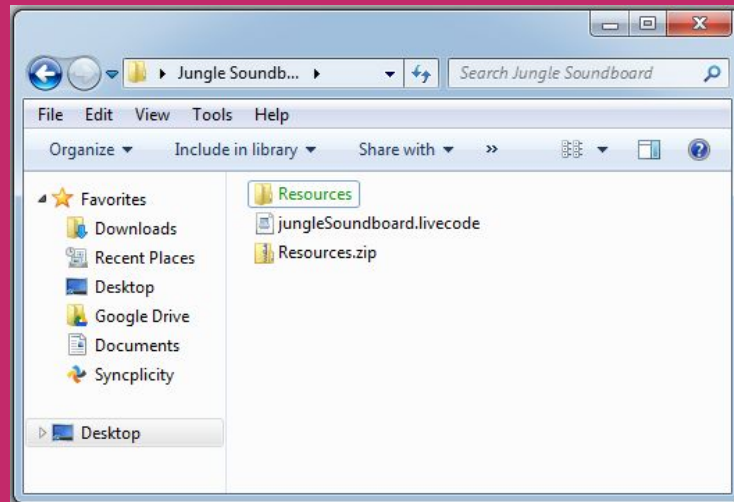 Jungle Soundb...
Search Jungle Soundboard
File Edit View Tools Help
Organize Include in library Share with »
Favorites
Downloads
Recent Places
Desktop
Google Drive
Documents
Syncplicity
Desktop
Resources
jungleSoundboard.livecode
Resources.zip